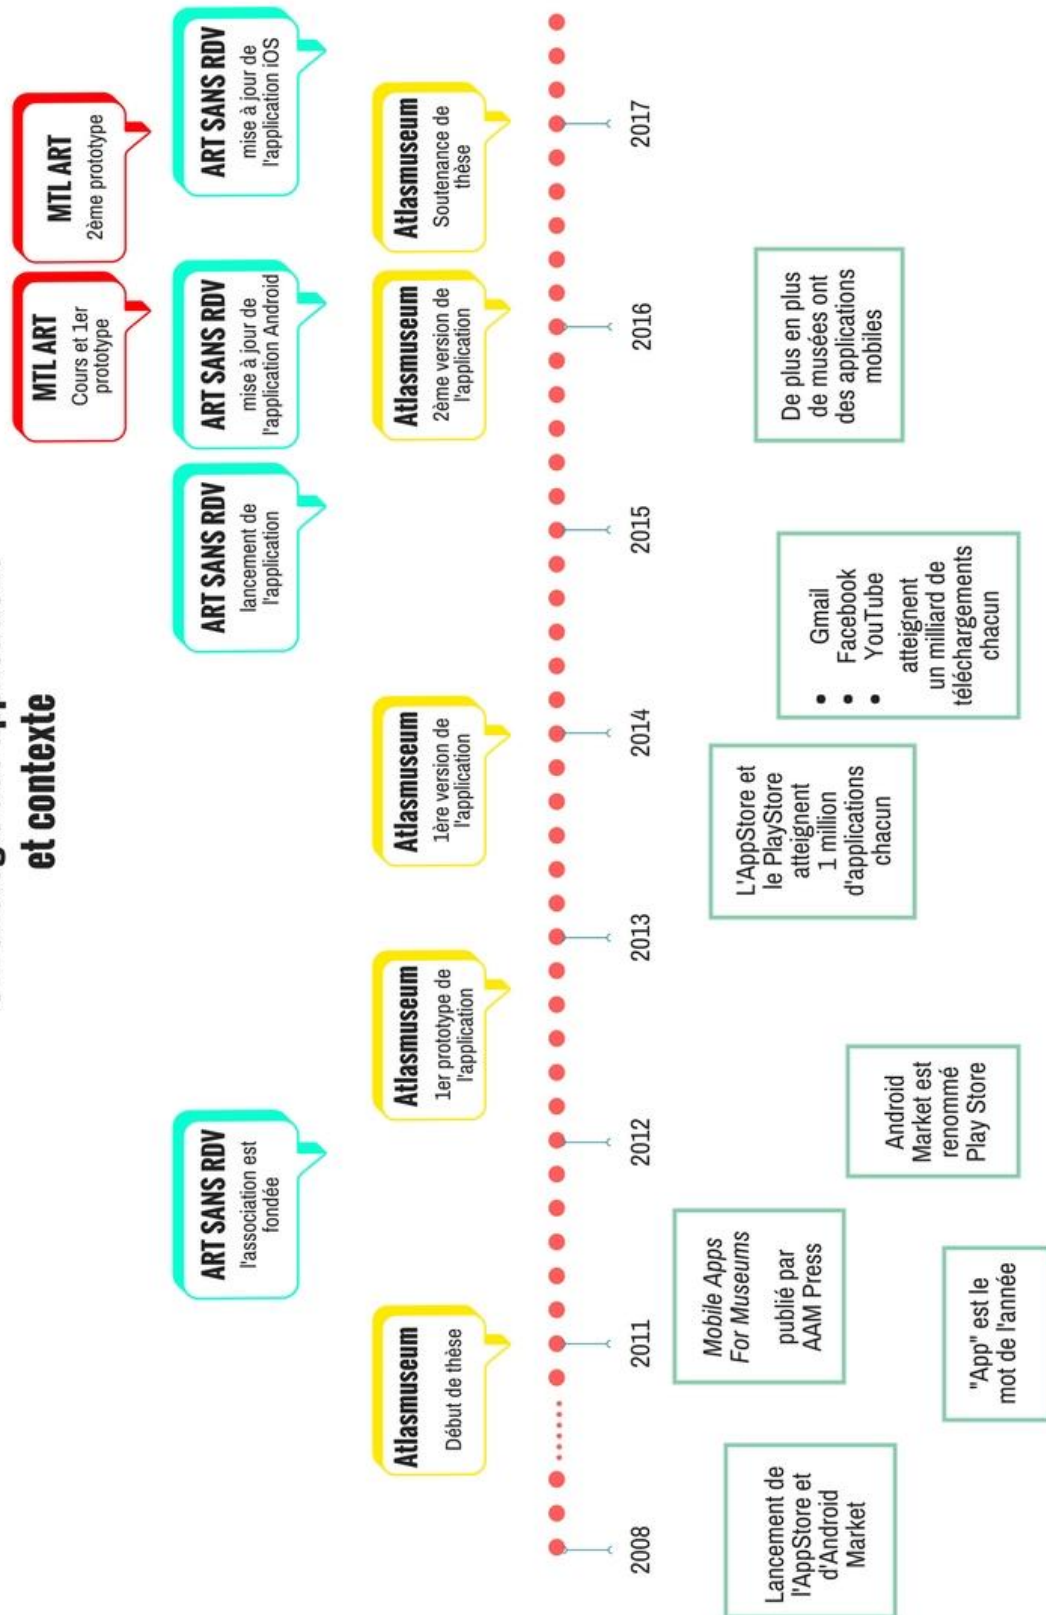 et contexte
MTL ART
Cours et 1er
prototype
MTL ART
2ème prototype
ART SANS RDV
l'association est
fondée
ART SANS RDV
lancement de
l'application
ART SANS RDV
mise à jour de
l'application Android
ART SANS RDV
mise à jour de
l'application iOS
Atlasmuseum
Début de thèse
Atlasmuseum
1er prototype de
l'application
Atlasmuseum
1ère version de
l'application
Atlasmuseum
2ème version de
l'application
Atlasmuseum
Soutenance de
thèse
2008
2011
2012
2013
2014
2015
2016
2017
Lancement de
l'AppStore et
d'Android
Market
"App" est le
mot de l'année
Mobile Apps
For Museums
publié par
AAM Press
Android
Market est
renommé
Play Store
L'AppStore et
le PlayStore
atteignent
1 million
d'applications
chacun
• Gmail
• Facebook
• YouTube
atteignent
un milliard de
téléchargements
chacun
De plus en plus
de musées ont
des applications
mobiles